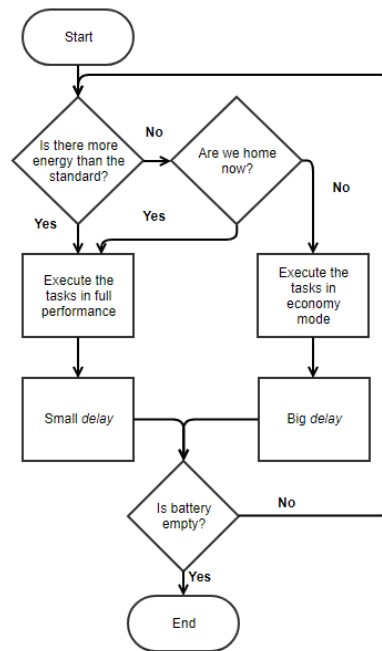 Start
Is there more
energy than the
standard?
No
Are we home
now?
Yes
Yes
No
Execute the
tasks in full
performance
Execute the
tasks in
economy
mode
Small delay
Big delay
Is battery
empty?
No
Yes
End